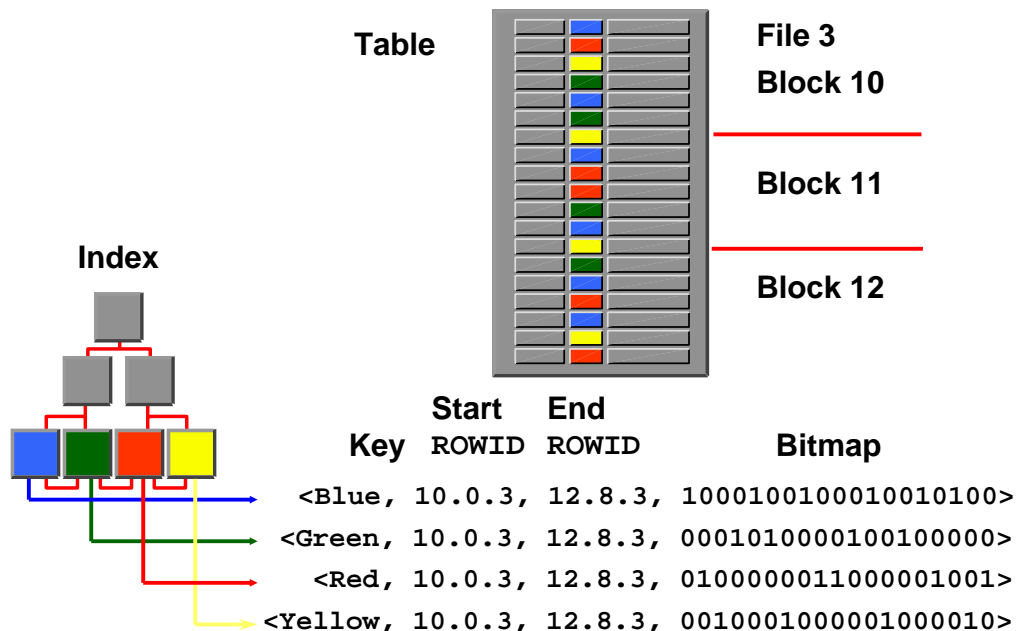 Table
File 3
Block 10
Block 11
Block 12
Index
Start End
Key ROWID ROWID Bitmap
<Blue, 10.0.3, 12.8.3, 1000100100010010100>
<Green, 10.0.3, 12.8.3, 0001010000100100000>
<Red, 10.0.3, 12.8.3, 0100000011000001001>
<Yellow, 10.0.3, 12.8.3, 0010001000001000010>